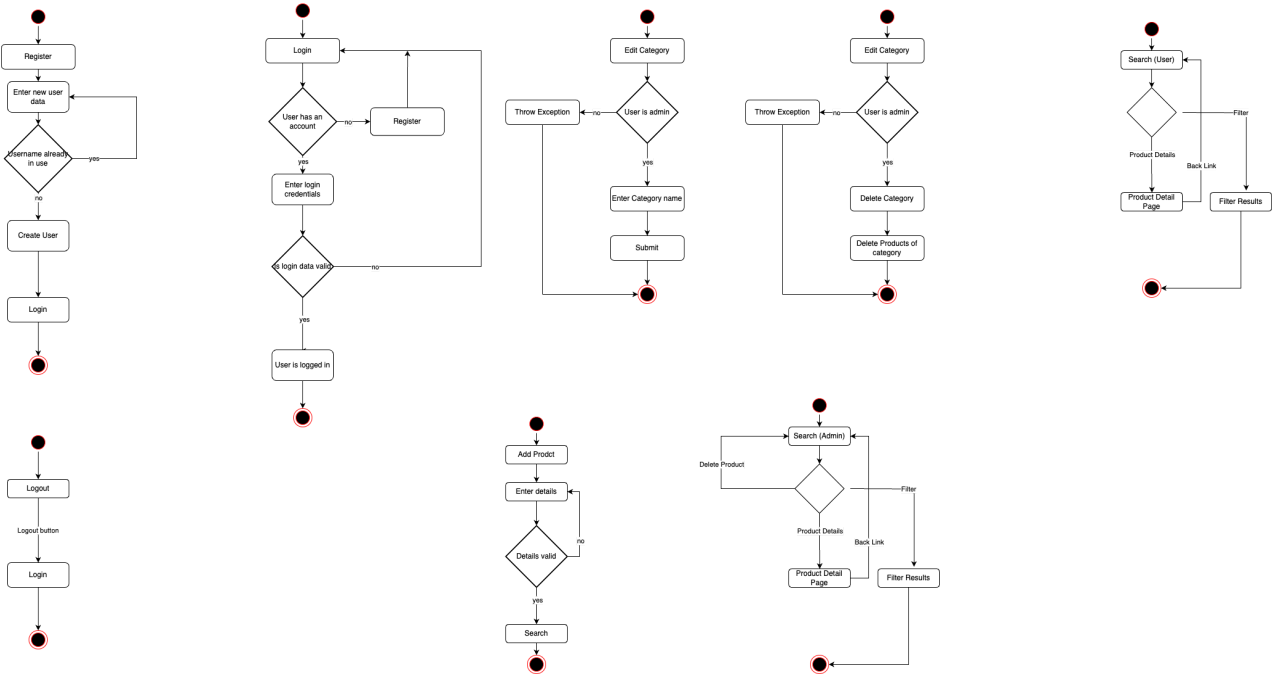 Register
Enter new user
data
Username already
in use
yes
no
Create User
Login
Login
User has an
account
no
Register
yes
Enter login
credentials
Is login data valid
no
yes
User is logged in
Edit Category
Throw Exception
no
User is admin
yes
Enter Category name
Submit
Edit Category
Throw Exception
no
User is admin
yes
Delete Category
Delete Products of
category
Search (User)
Filter
Product Details
Back Link
Product Detail
Page
Filter Results
Logout
Logout button
Login
Add Prodct
Enter details
no
Details valid
yes
Search
Search (Admin)
Delete Product
Filter
Product Details
Back Link
Product Detail
Page
Filter Results